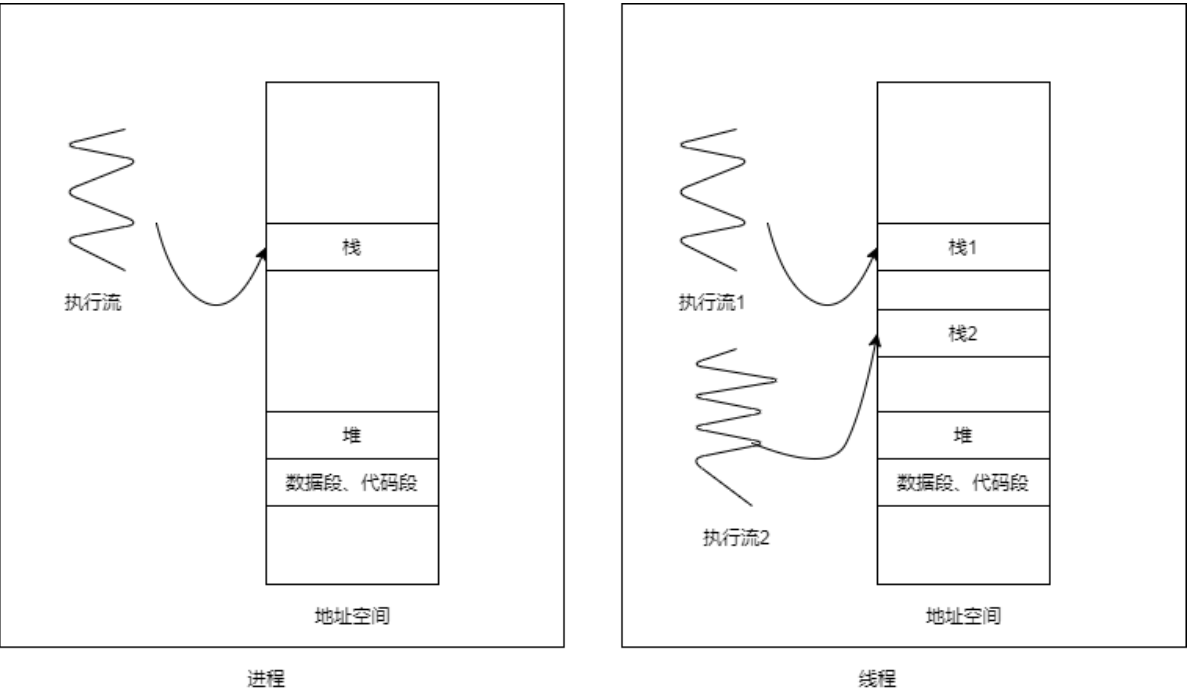 栈
执行流
堆
数据段、代码段
地址空间
进程
栈1
执行流1
栈2
堆
数据段、代码段
执行流2
地址空间
线程